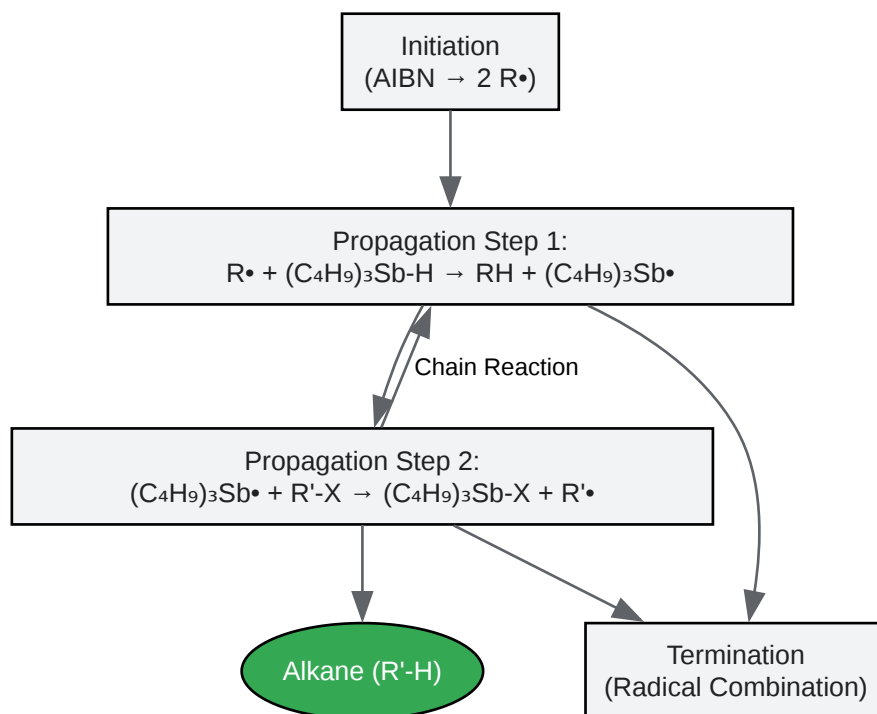 Initiation
(AIBN → 2 R•)
Propagation Step 1:
R• + (C₄H₉)₃Sb-H → RH + (C₄H₉)₃Sb•
Chain Reaction
Propagation Step 2:
(C₄H₉)₃Sb• + R'-X → (C₄H₉)₃Sb-X + R'•
Alkane (R'-H)
Termination
(Radical Combination)